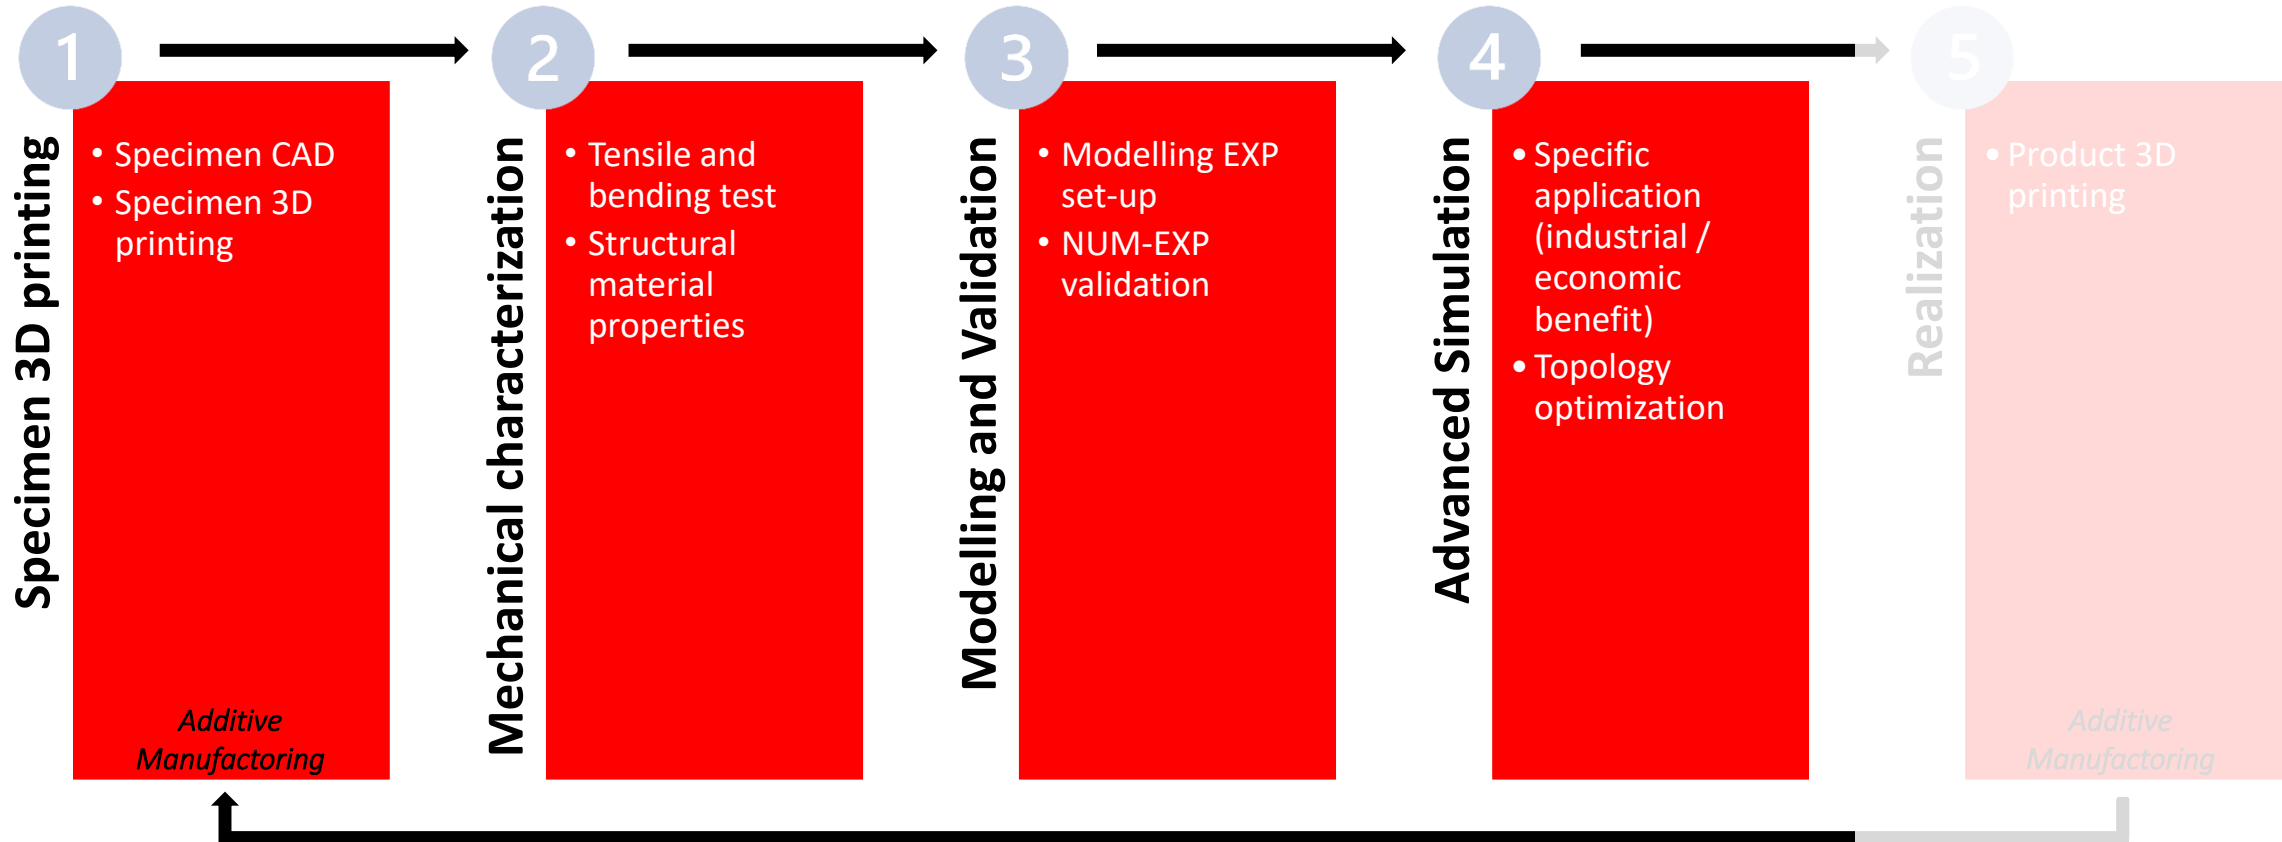 1
Specimen 3D printing
• Specimen CAD
• Specimen 3D
printing
Additive
Manufactoring
2
Mechanical characterization
• Tensile and
bending test
• Structural
material
properties
3
Modelling and Validation
• Modelling EXP
set-up
• NUM-EXP
validation
4
Advanced Simulation
• Specific
application
(industrial /
economic
benefit)
• Topology
optimization
5
Realization
• Product 3D
printing
Additive
Manufactoring